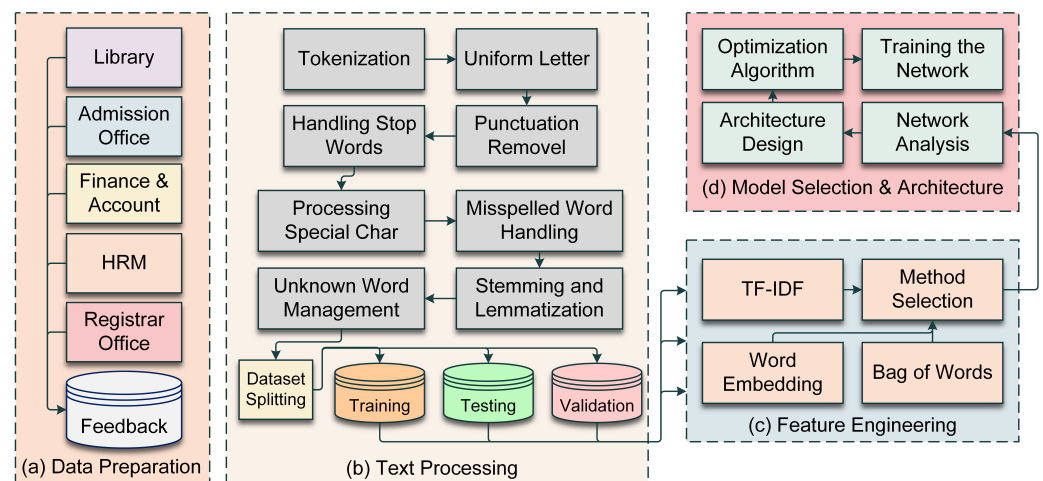 Library
Admission
Office
Finance &
Account
HRM
Registrar
Office
Feedback
(a) Data Preparation
Tokenization
Uniform Letter
Handling Stop
Words
Punctuation
Removel
Processing
Special Char
Misspelled Word
Handling
Unknown Word
Management
Stemming and
Lemmatization
Dataset
Splitting
Training
Testing
Validation
(b) Text Processing
Optimization
Algorithm
Training the
Network
Architecture
Design
Network
Analysis
(d) Model Selection & Architecture
TF-IDF
Method
Selection
Word
Embedding
Bag of Words
(c) Feature Engineering